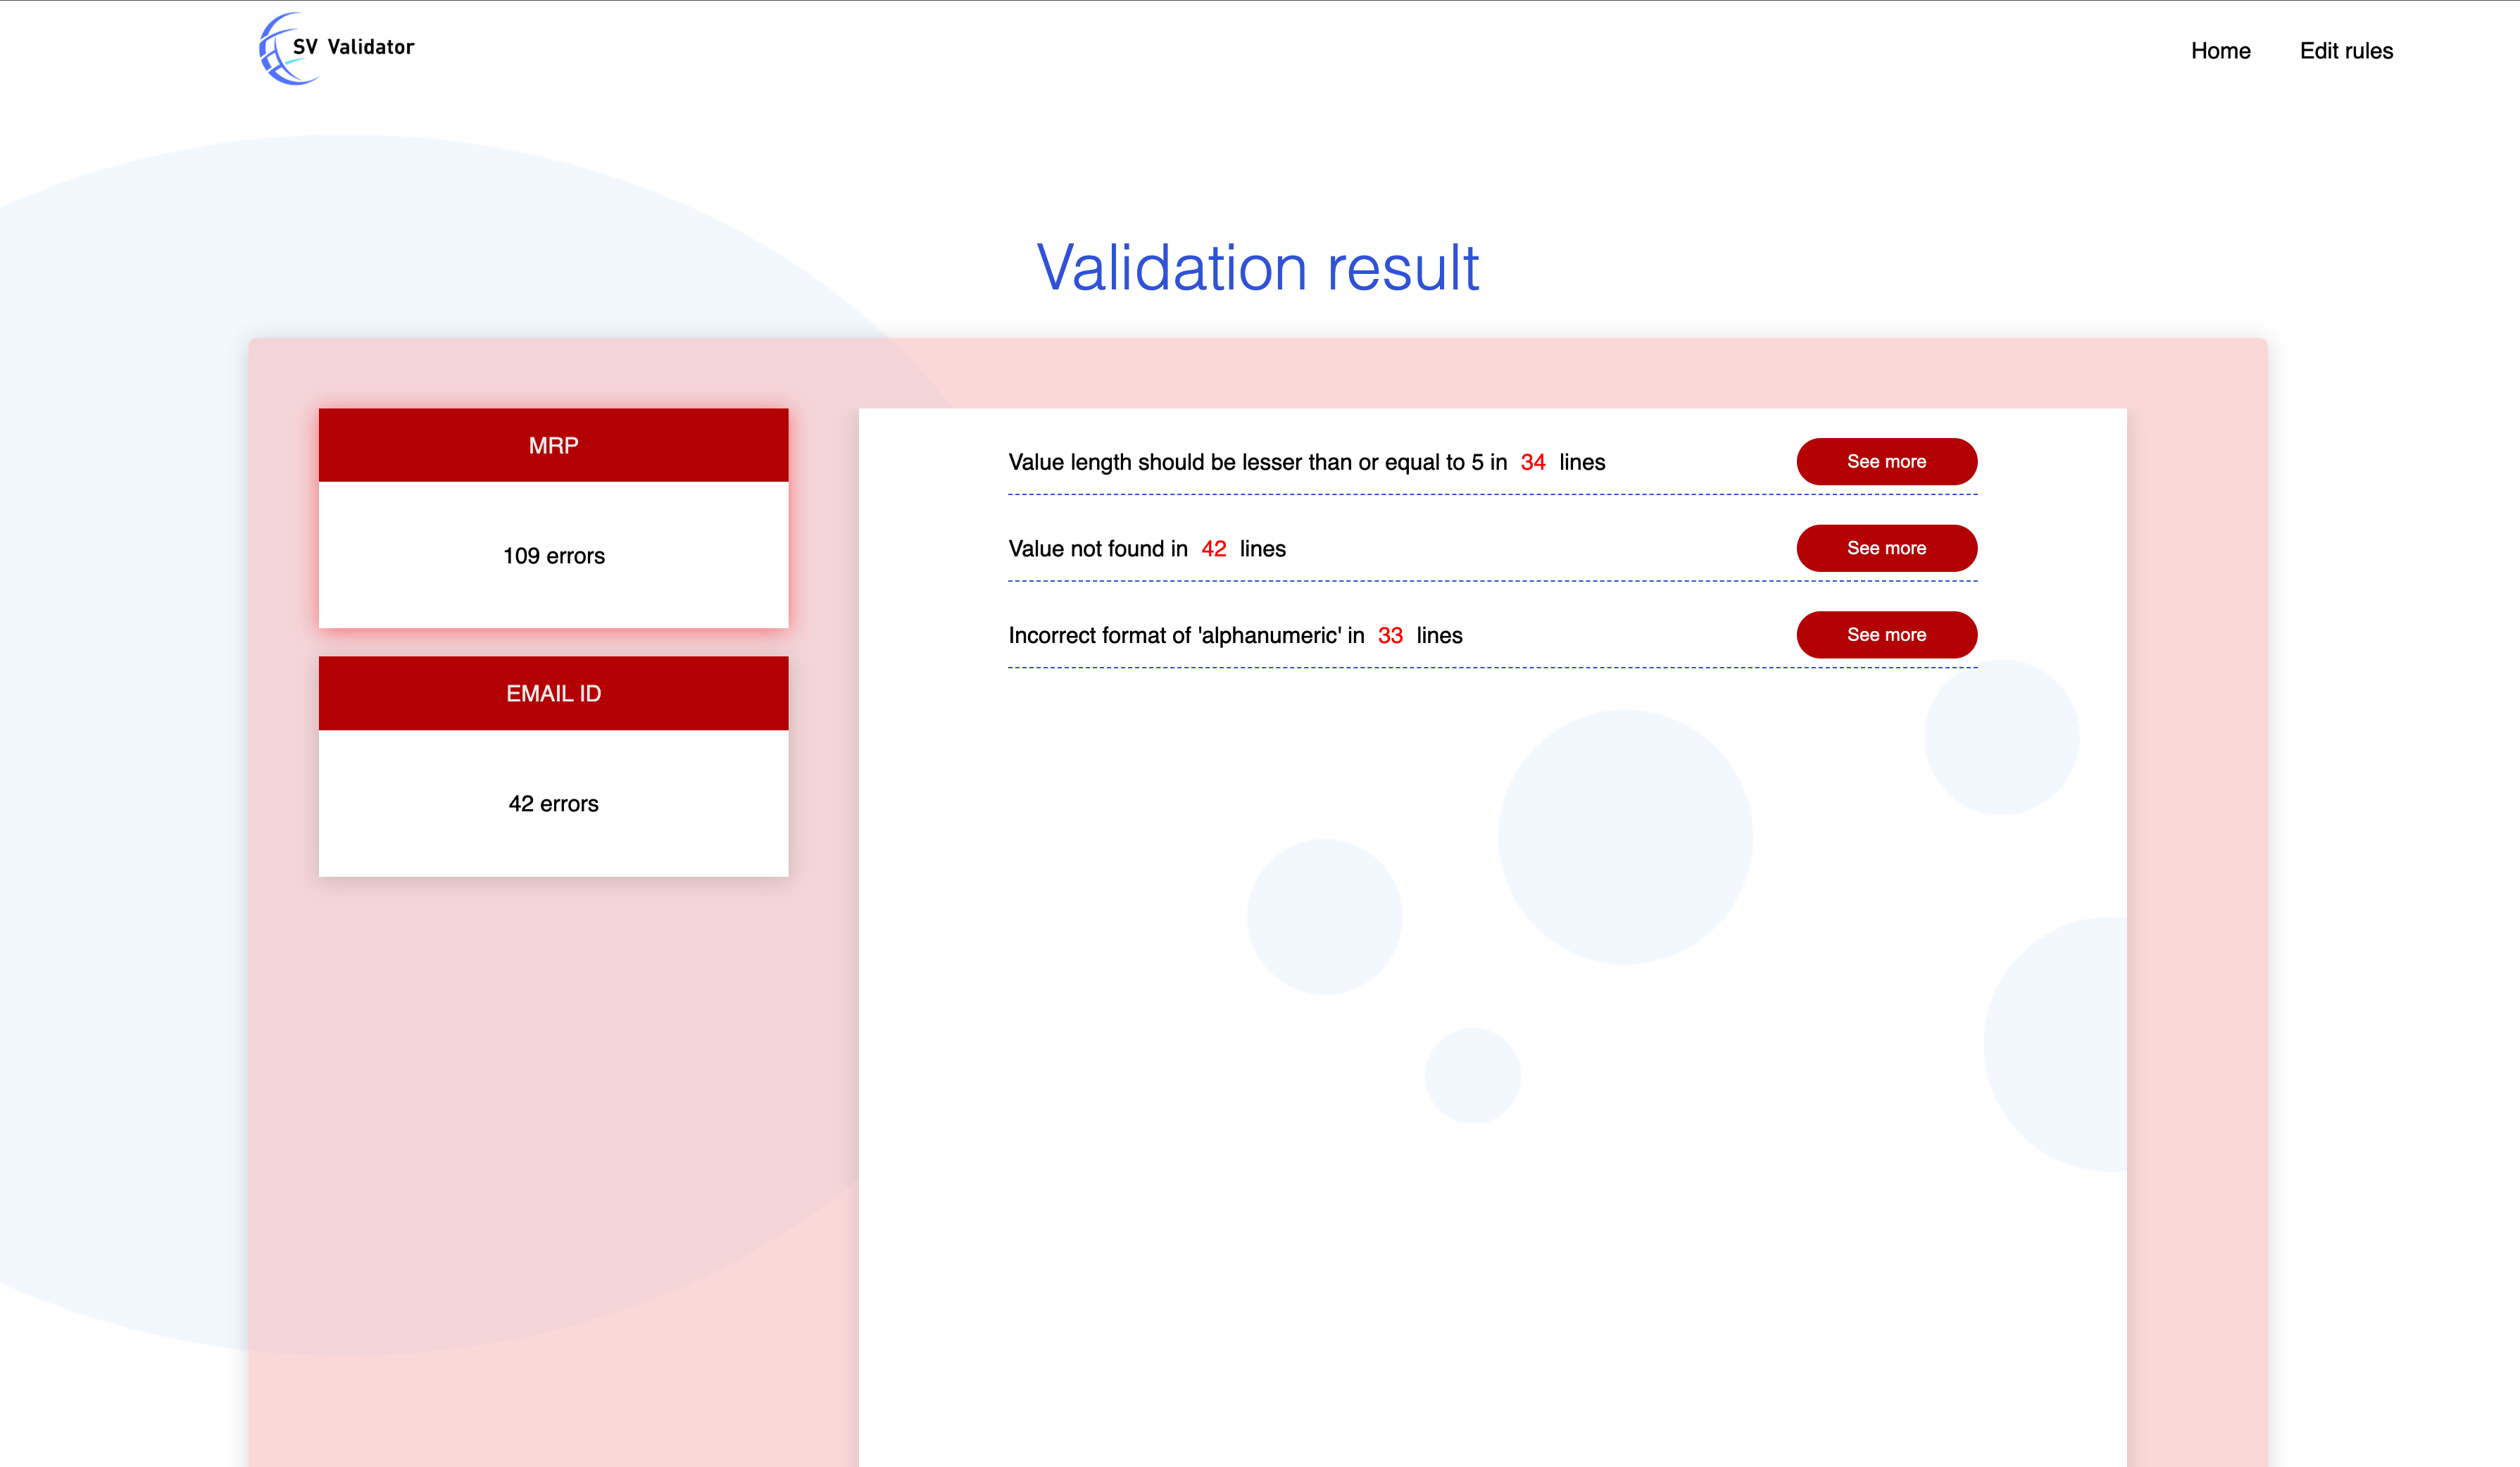 SV Validator
Home Edit rules
Validation result
MRP
109 errors
EMAIL ID
42 errors
Value length should be lesser than or equal to 5 in 34 lines See more
Value not found in 42 lines See more
Incorrect format of 'alphanumeric' in 33 lines See more